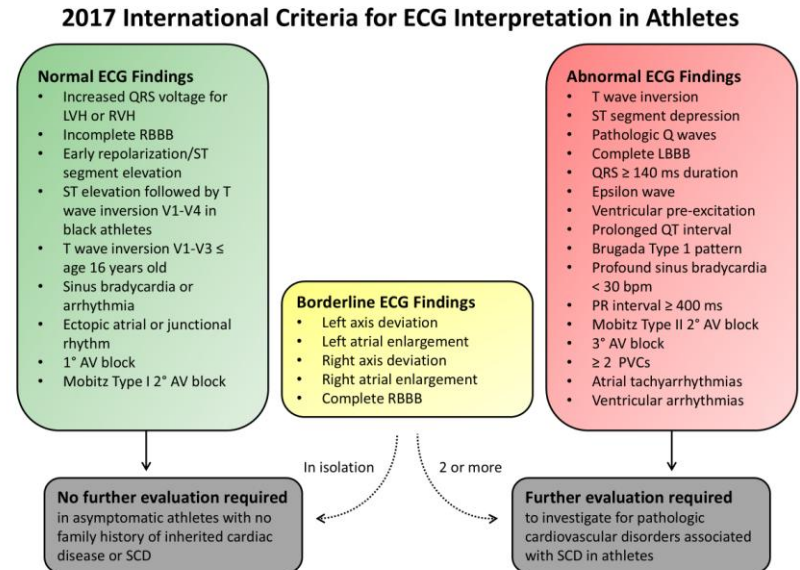 2017 International Criteria for ECG Interpretation in Athletes
Normal ECG Findings
• Increased QRS voltage for
LVH or RVH
• Incomplete RBBB
• Early repolarization/ST
segment elevation
• ST elevation followed by T
wave inversion V1-V4 in
black athletes
• T wave inversion V1-V3 ≤
age 16 years old
• Sinus bradycardia or
arrhythmia
• Ectopic atrial or junctional
rhythm
• 1° AV block
• Mobitz Type I 2° AV block
Borderline ECG Findings
• Left axis deviation
• Left atrial enlargement
• Right axis deviation
• Right atrial enlargement
• Complete RBBB
Abnormal ECG Findings
• T wave inversion
• ST segment depression
• Pathologic Q waves
• Complete LBBB
• QRS ≥ 140 ms duration
• Epsilon wave
• Ventricular pre-excitation
• Prolonged QT interval
• Brugada Type 1 pattern
• Profound sinus bradycardia
< 30 bpm
• PR interval ≥ 400 ms
• Mobitz Type II 2° AV block
• 3° AV block
• ≥ 2 PVCs
• Atrial tachyarrhythmias
• Ventricular arrhythmias
In isolation
2 or more
No further evaluation required
in asymptomatic athletes with no
family history of inherited cardiac
disease or SCD
Further evaluation required
to investigate for pathologic
cardiovascular disorders associated
with SCD in athletes